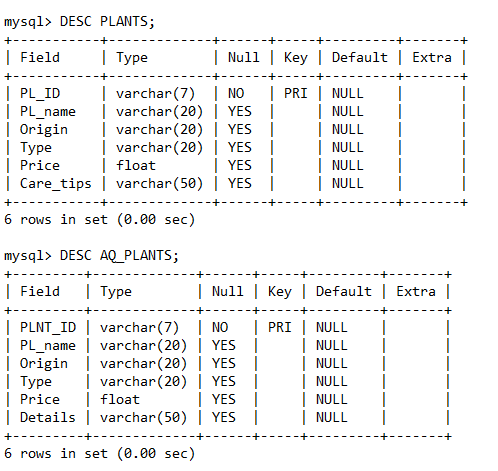 mysql> DESC PLANTS;
+-----------+-------------+------+-----+---------+-------+
| Field     | Type        | Null | Key | Default | Extra |
+-----------+-------------+------+-----+---------+-------+
| PL_ID     | varchar(7)  | NO   | PRI | NULL    |       |
| PL_name   | varchar(20) | YES  |     | NULL    |       |
| Origin    | varchar(20) | YES  |     | NULL    |       |
| Type      | varchar(20) | YES  |     | NULL    |       |
| Price     | float       | YES  |     | NULL    |       |
| Care_tips | varchar(50) | YES  |     | NULL    |       |
+-----------+-------------+------+-----+---------+-------+
6 rows in set (0.00 sec)
mysql> DESC AQ_PLANTS;
+---------+-------------+------+-----+---------+-------+
| Field   | Type        | Null | Key | Default | Extra |
+---------+-------------+------+-----+---------+-------+
| PLNT_ID | varchar(7)  | NO   | PRI | NULL    |       |
| PL_name | varchar(20) | YES  |     | NULL    |       |
| Origin  | varchar(20) | YES  |     | NULL    |       |
| Type    | varchar(20) | YES  |     | NULL    |       |
| Price   | float       | YES  |     | NULL    |       |
| Details | varchar(50) | YES  |     | NULL    |       |
+---------+-------------+------+-----+---------+-------+
6 rows in set (0.00 sec)